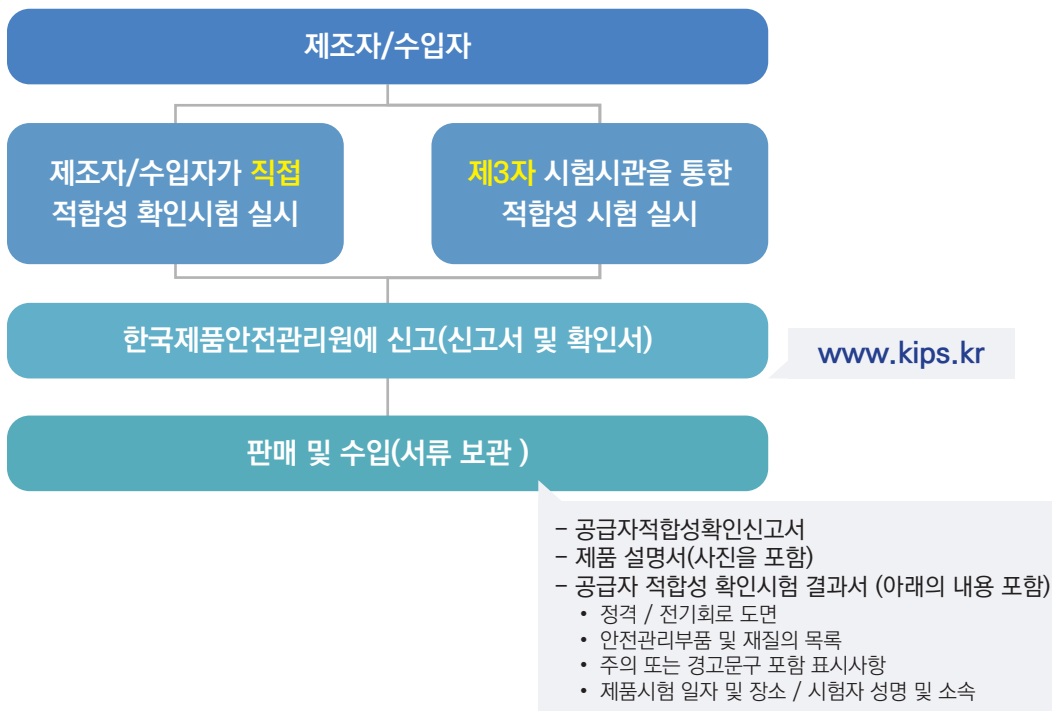 제조자/수입자
제조자/수입자가 직접
적합성 확인시험 실시
제3자 시험시관을 통한
적합성 시험 실시
한국제품안전관리원에 신고(신고서 및 확인서)
www.kips.kr
판매 및 수입(서류 보관 )
– 공급자적합성확인신고서
– 제품 설명서(사진을 포함)
– 공급자 적합성 확인시험 결과서 (아래의 내용 포함)
• 정격 / 전기회로 도면
• 안전관리부품 및 재질의 목록
• 주의 또는 경고문구 포함 표시사항
• 제품시험 일자 및 장소 / 시험자 성명 및 소속